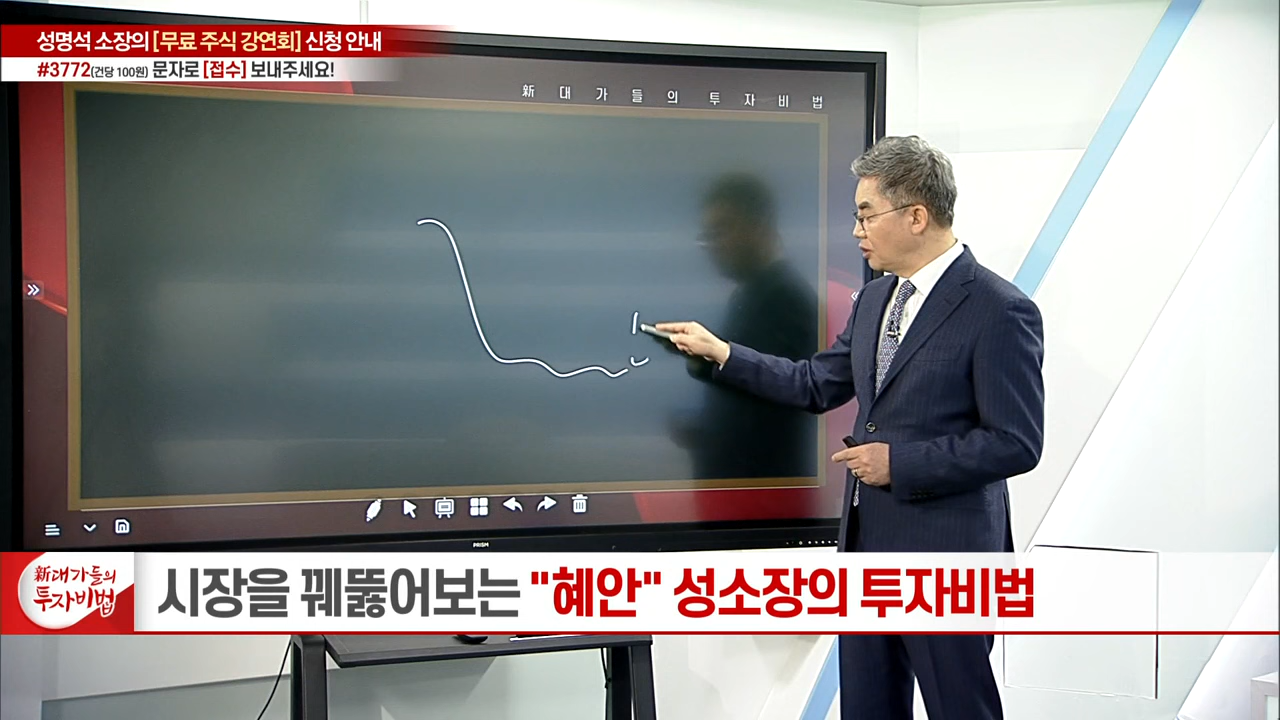 성명석 소장의 [무료 주식 강연회] 신청 안내
#3772(건당 100원) 문자로 [접수] 보내주세요!
新대가들의투자비법
PRISM
新대가들의
투자비법
시장을 꿰뚫어보는 "혜안" 성소장의 투자비법